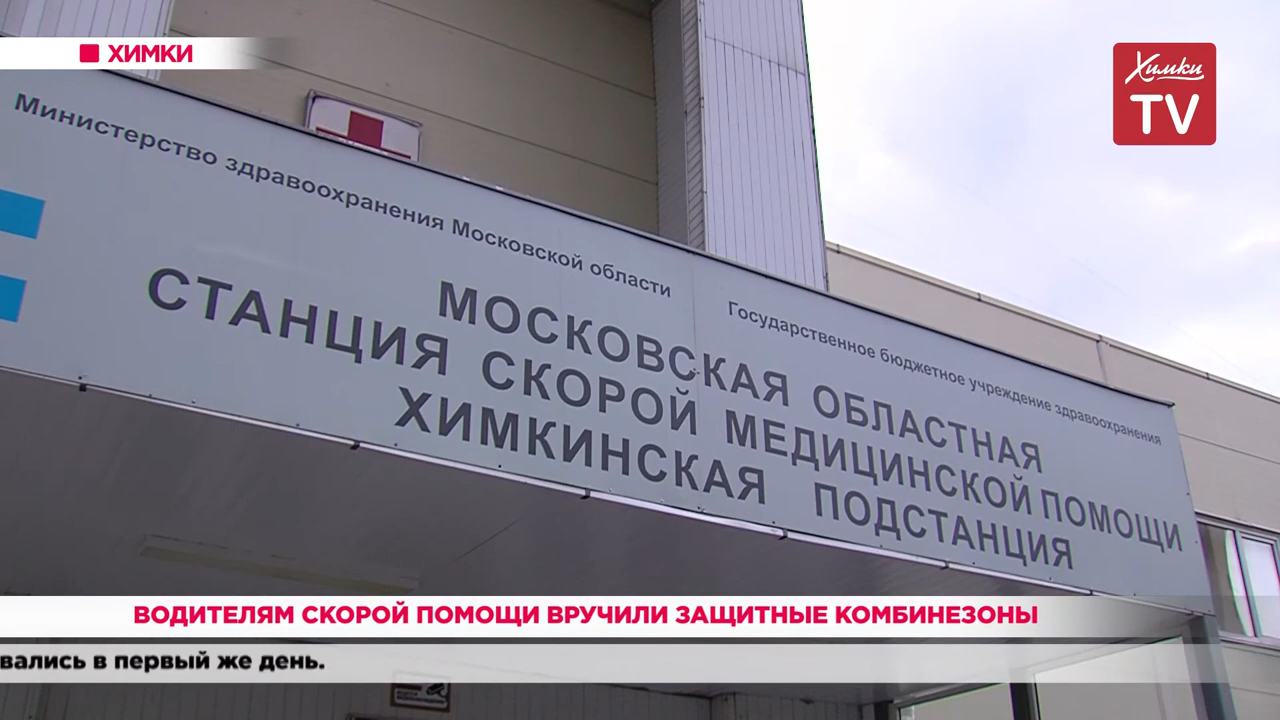 ХИМКИ
Химки
TV
Министерство здравоохранения Московской области
Государственное бюджетное учреждение здравоохранения
МОСКОВСКАЯ ОБЛАСТНАЯ
СТАНЦИЯ СКОРОЙ МЕДИЦИНСКОЙ ПОМОЩИ
ХИМКИНСКАЯ ПОДСТАНЦИЯ
ВОДИТЕЛЯМ СКОРОЙ ПОМОЩИ ВРУЧИЛИ ЗАЩИТНЫЕ КОМБИНЕЗОНЫ
вались в первый же день.